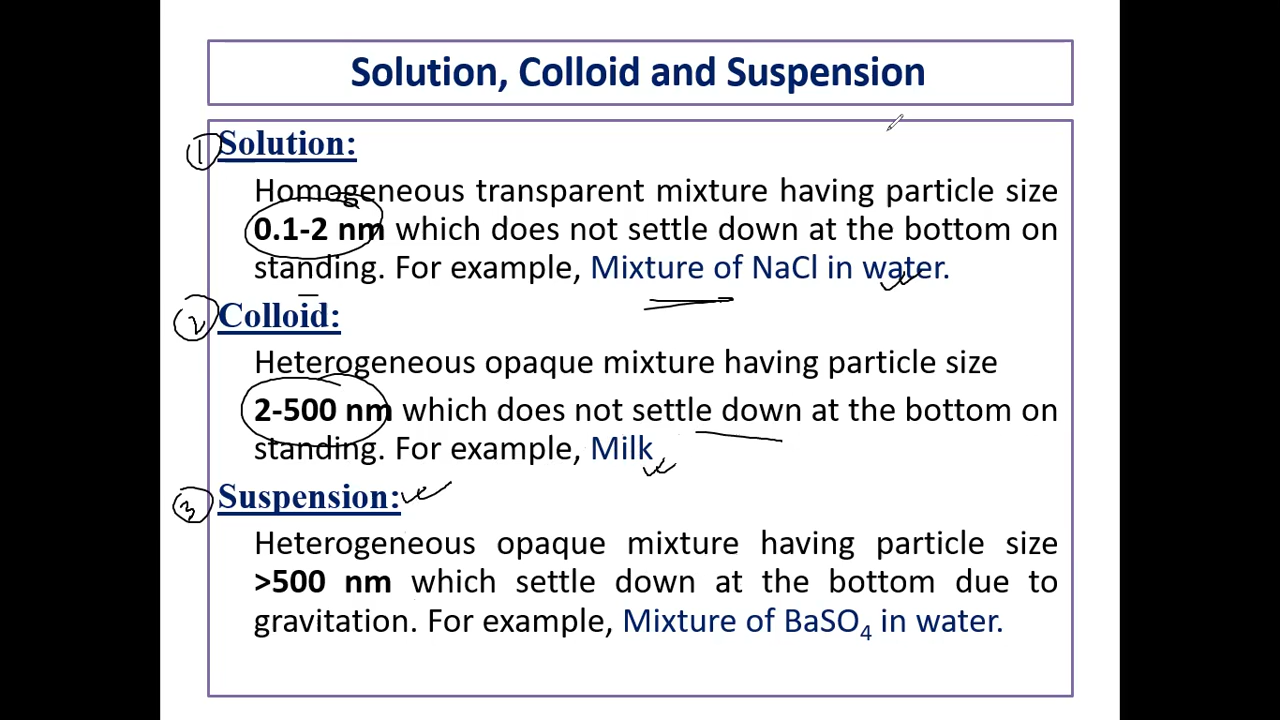 Solution, Colloid and Suspension
1 Solution:
Homogeneous transparent mixture having particle size
0.1-2 nm which does not settle down at the bottom on
standing. For example, Mixture of NaCl in water.
2 Colloid:
Heterogeneous opaque mixture having particle size
2-500 nm which does not settle down at the bottom on
standing. For example, Milk
3 Suspension:
Heterogeneous opaque mixture having particle size
>500 nm which settle down at the bottom due to
gravitation. For example, Mixture of BaSO₄ in water.